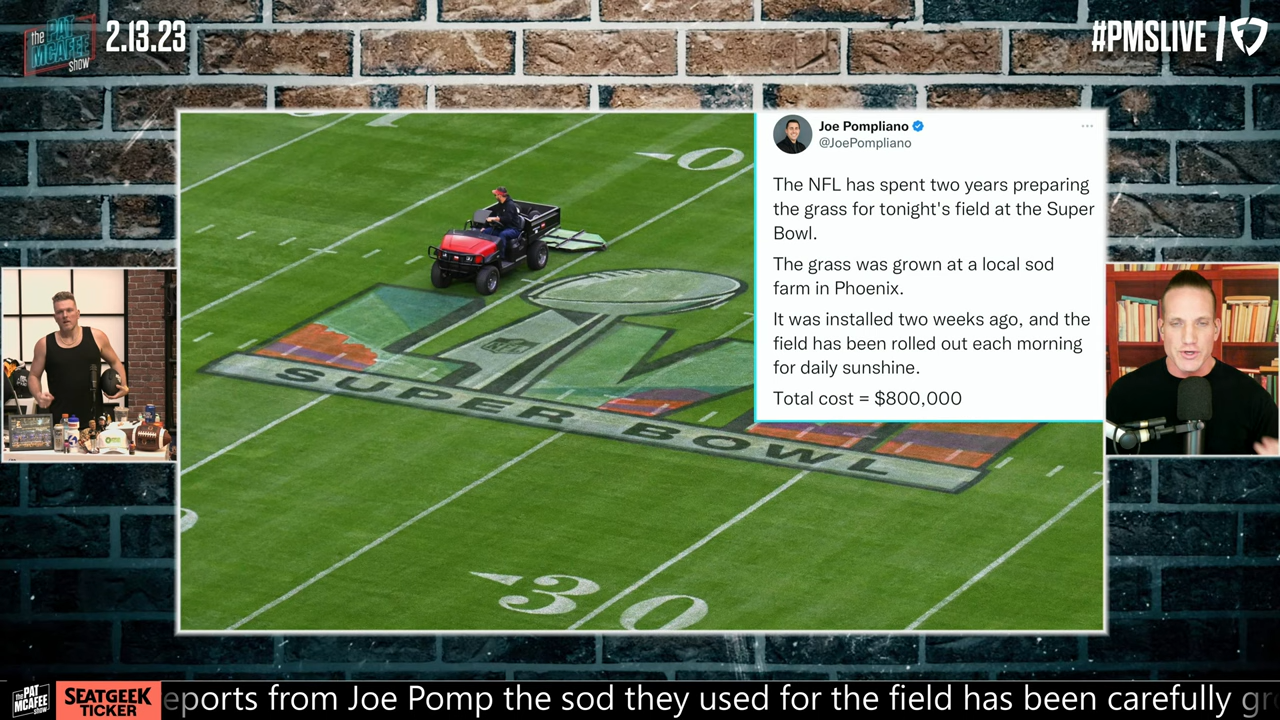 the
PAT
MCAFEE
show
2.13.23
#PMSLIVE
Joe Pompliano
@JoePompliano
The NFL has spent two years preparing
the grass for tonight's field at the Super
Bowl.
The grass was grown at a local sod
farm in Phoenix.
It was installed two weeks ago, and the
field has been rolled out each morning
for daily sunshine.
Total cost = $800,000
0
SUPER BOWL
30
the PAT
MCAFEE
show
SEATGEEK
TICKER
eports from Joe Pomp the sod they used for the field has been carefully gr